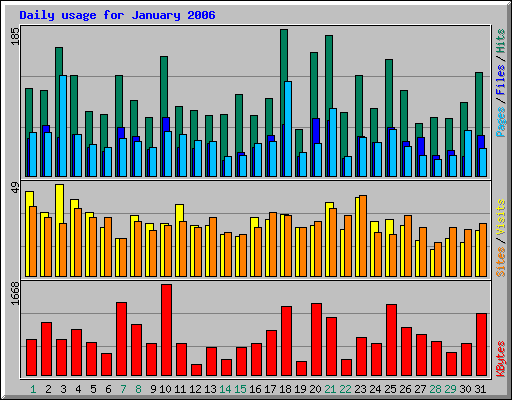 Daily usage for January 2006
185
Pages / Files / Hits
49
Sites / Visits
1668
KBytes
1 2 3 4 5 6 7 8 9 10 11 12 13 14 15 16 17 18 19 20 21 22 23 24 25 26 27 28 29 30 31